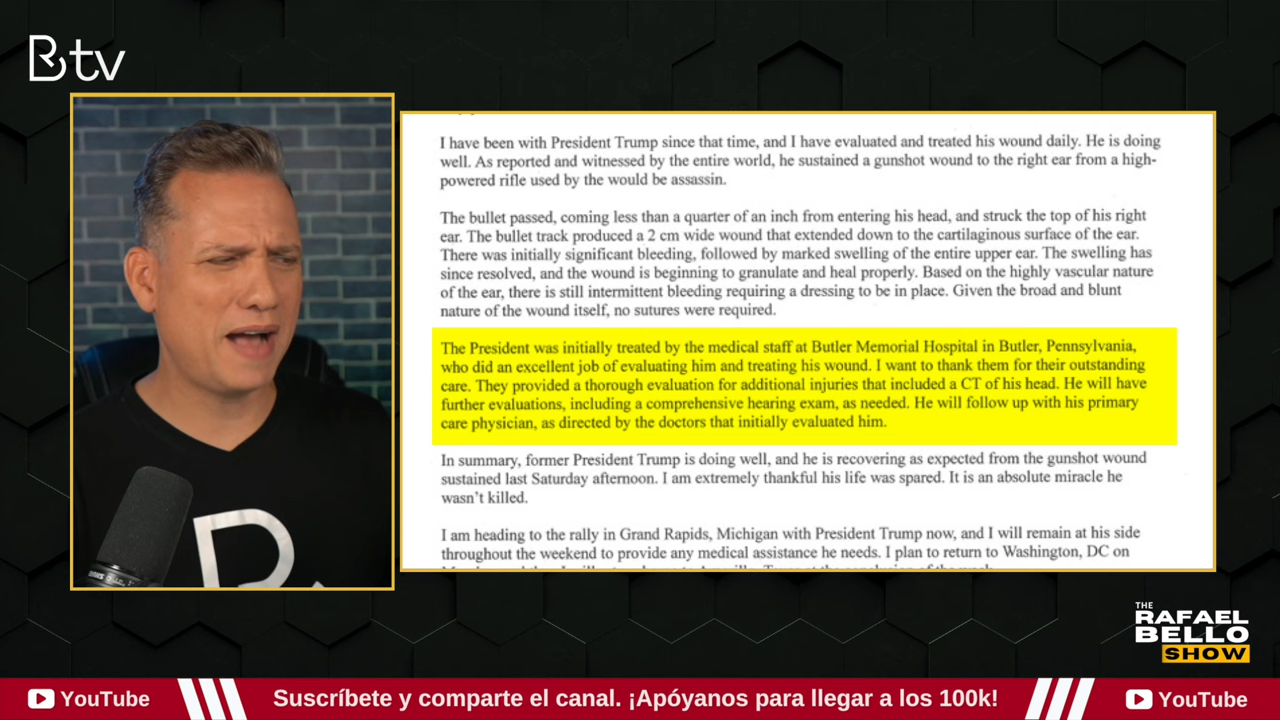 Btv
I have been with President Trump since that time, and I have evaluated and treated his wound daily. He is doing
well. As reported and witnessed by the entire world, he sustained a gunshot wound to the right ear from a high-
powered rifle used by the would be assassin.
The bullet passed, coming less than a quarter of an inch from entering his head, and struck the top of his right
ear. The bullet track produced a 2 cm wide wound that extended down to the cartilaginous surface of the ear.
There was initially significant bleeding, followed by marked swelling of the entire upper ear. The swelling has
since resolved, and the wound is beginning to granulate and heal properly. Based on the highly vascular nature
of the ear, there is still intermittent bleeding requiring a dressing to be in place. Given the broad and blunt
nature of the wound itself, no sutures were required.
The President was initially treated by the medical staff at Butler Memorial Hospital in Butler, Pennsylvania,
who did an excellent job of evaluating him and treating his wound. I want to thank them for their outstanding
care. They provided a thorough evaluation for additional injuries that included a CT of his head. He will have
further evaluations, including a comprehensive hearing exam, as needed. He will follow up with his primary
care physician, as directed by the doctors that initially evaluated him.
In summary, former President Trump is doing well, and he is recovering as expected from the gunshot wound
sustained last Saturday afternoon. I am extremely thankful his life was spared. It is an absolute miracle he
wasn't killed.
I am heading to the rally in Grand Rapids, Michigan with President Trump now, and I will remain at his side
throughout the weekend to provide any medical assistance he needs. I plan to return to Washington, DC on
THE
RAFAEL
BELLO
SHOW
YouTube
Suscríbete y comparte el canal. ¡Apóyanos para llegar a los 100k!
YouTube